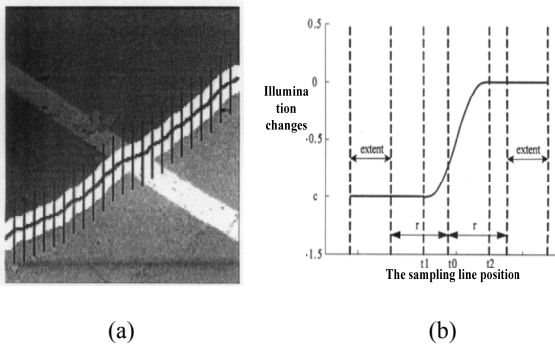 0.5
0
-0.5
c
-1.5
Illumina
tion
changes
extent
extent
r
r
t1
t0
t2
The sampling line position
(a)
(b)